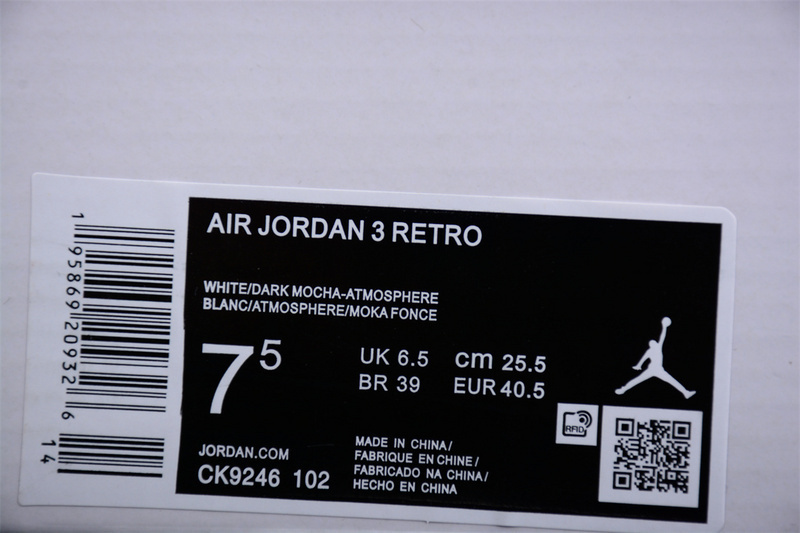 1 95869 20932 6
14
AIR JORDAN 3 RETRO
WHITE/DARK MOCHA-ATMOSPHERE
BLANC/ATMOSPHERE/MOKA FONCE
7 5
UK 6.5 cm 25.5
BR 39 EUR 40.5
RFID
JORDAN.COM
CK9246 102
MADE IN CHINA/
FABRIQUE EN CHINE/
FABRICADO NA CHINA/
HECHO EN CHINA